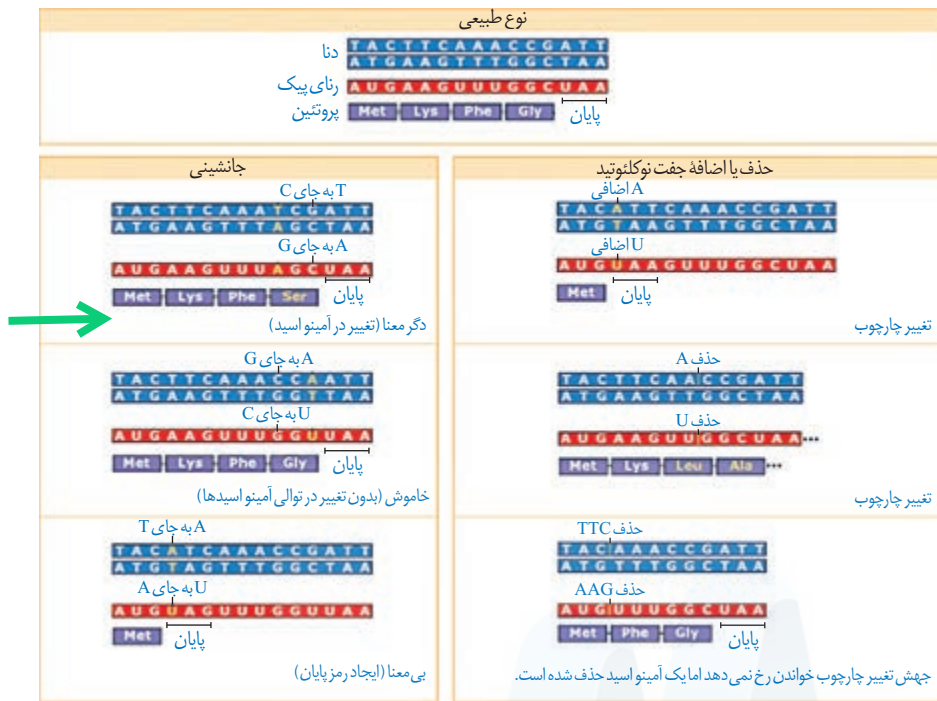 نوع طبیعی
دنا
TACTTCAAACCGATT
ATGAAGTTTGGCTAA
رنای پیک
AUGAAGUUUGGCUAA
پروتئین
Met Lys Phe Gly
پایان
جانشینی
T به جای C
TACTTCAAATCGATT
ATGAAGTTTAGCTAA
A به جای G
AUGAAGUUUAGCUAA
Met Lys Phe Ser
پایان
دگر معنا (تغییر در آمینو اسید)
A به جای G
TACTTCAAACCAATT
ATGAAGTTTGGTTAA
U به جای C
AUGAAGUUUGGUUAA
Met Lys Phe Gly
پایان
خاموش (بدون تغییر در توالی آمینو اسیدها)
A به جای T
TACATCAAACCGATT
ATGTAGTTTGGCTAA
U به جای A
AUGUAGUUUGGUUAA
Met
پایان
بی معنا (ایجاد رمز پایان)
حذف یا اضافهٔ جفت نوکلئوتید
A اضافی
TACATTCAAACCGATT
ATGTAAGTTTGGCTAA
U اضافی
AUGUAAGUUUGGCUAA
Met
پایان
تغییر چارچوب
حذف A
TACTTCAACCGATT
ATGAAGTTGGCTAA
حذف U
AUGAAGUUGGCUAA...
Met Lys Leu Ala ...
تغییر چارچوب
حذف TTC
TACAAACCGATT
ATGTTTGGCTAA
حذف AAG
AUGUUUGGCUAA
Met Phe Gly
پایان
جهش تغییر چارچوب خواندن رخ نمی دهد اما یک آمینو اسید حذف شده است.